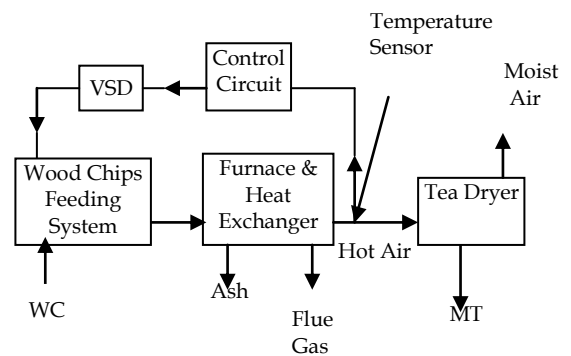 Temperature
Sensor
Moist
Air
Control
Circuit
VSD
Wood Chips
Feeding
System
Furnace &
Heat
Exchanger
Tea Dryer
Hot Air
WC
Ash
Flue
Gas
MT